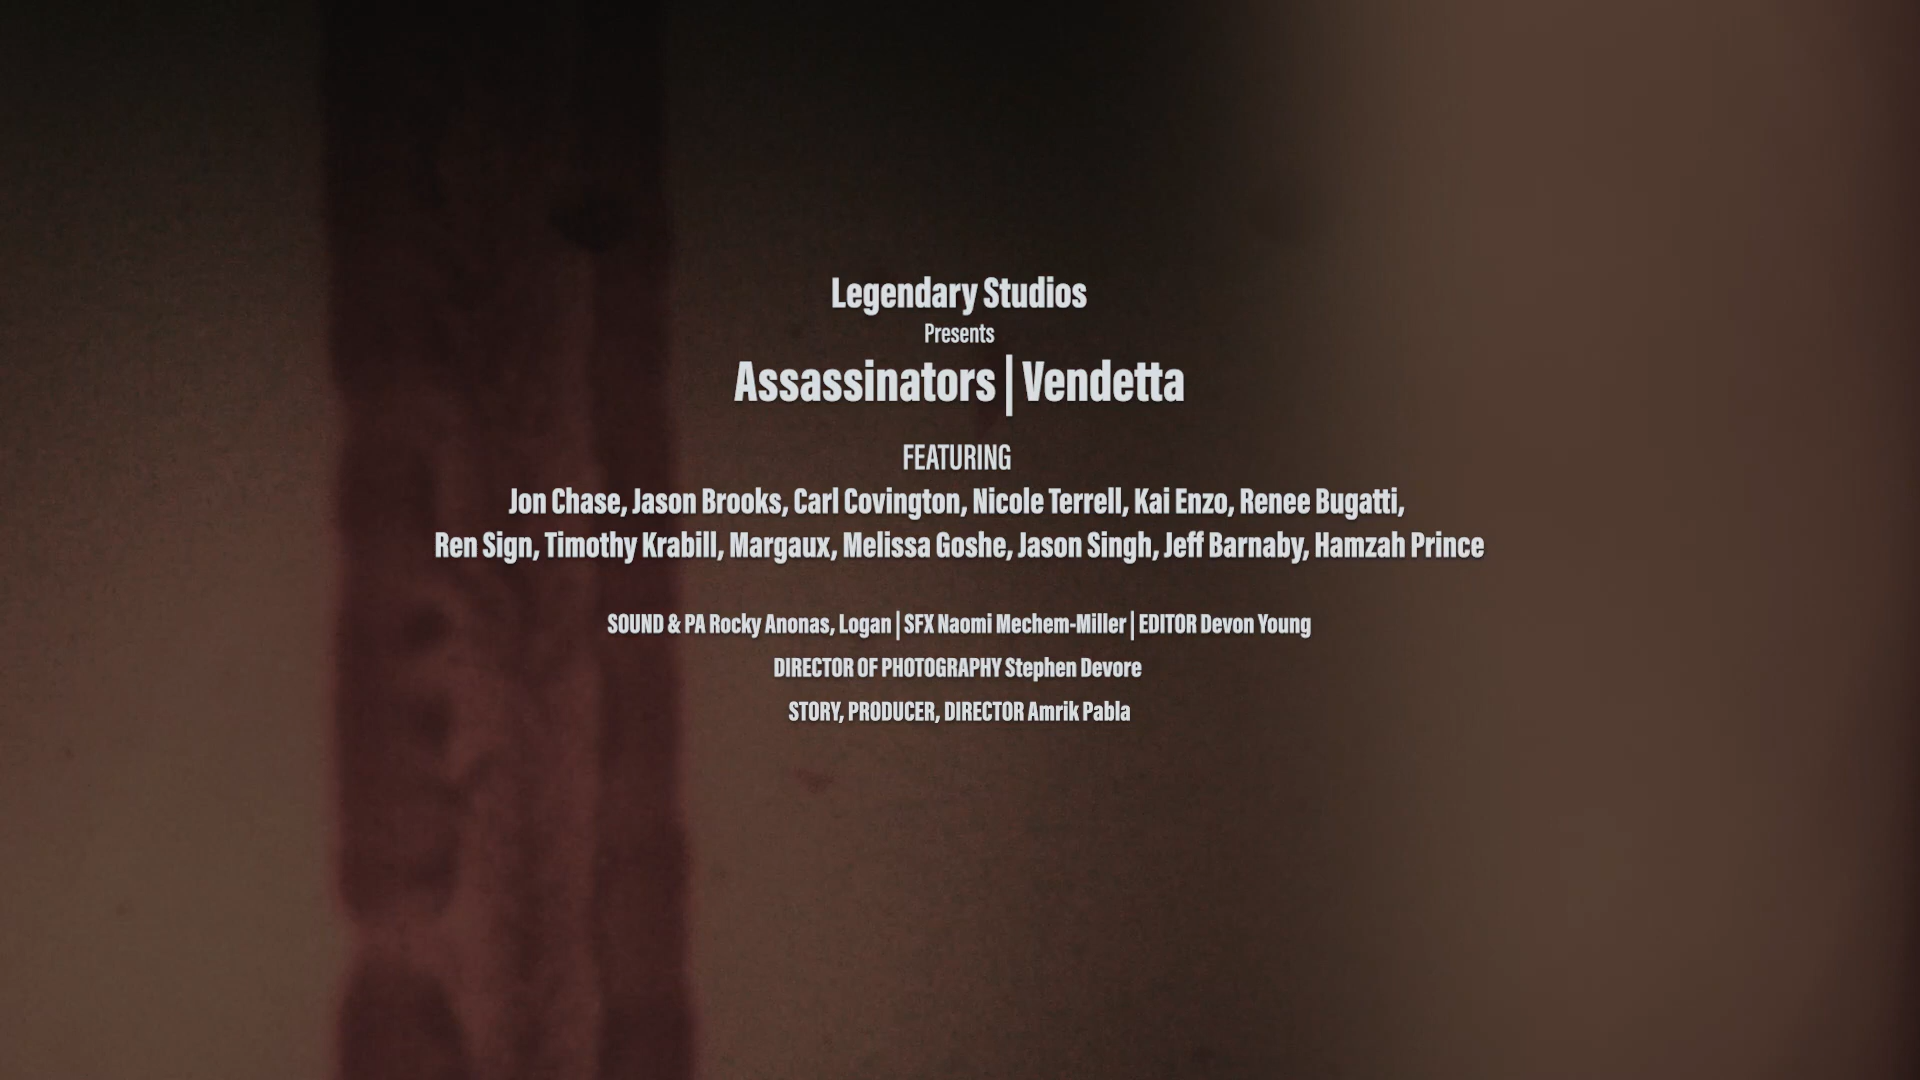 Legendary Studios
Presents
Assassinators | Vendetta
FEATURING
Jon Chase, Jason Brooks, Carl Covington, Nicole Terrell, Kai Enzo, Renee Bugatti,
Ren Sign, Timothy Krabill, Margaux, Melissa Goshe, Jason Singh, Jeff Barnaby, Hamzah Prince
SOUND & PA Rocky Anonas, Logan | SFX Naomi Mechem-Miller | EDITOR Devon Young
DIRECTOR OF PHOTOGRAPHY Stephen Devore
STORY, PRODUCER, DIRECTOR Amrik Pabla